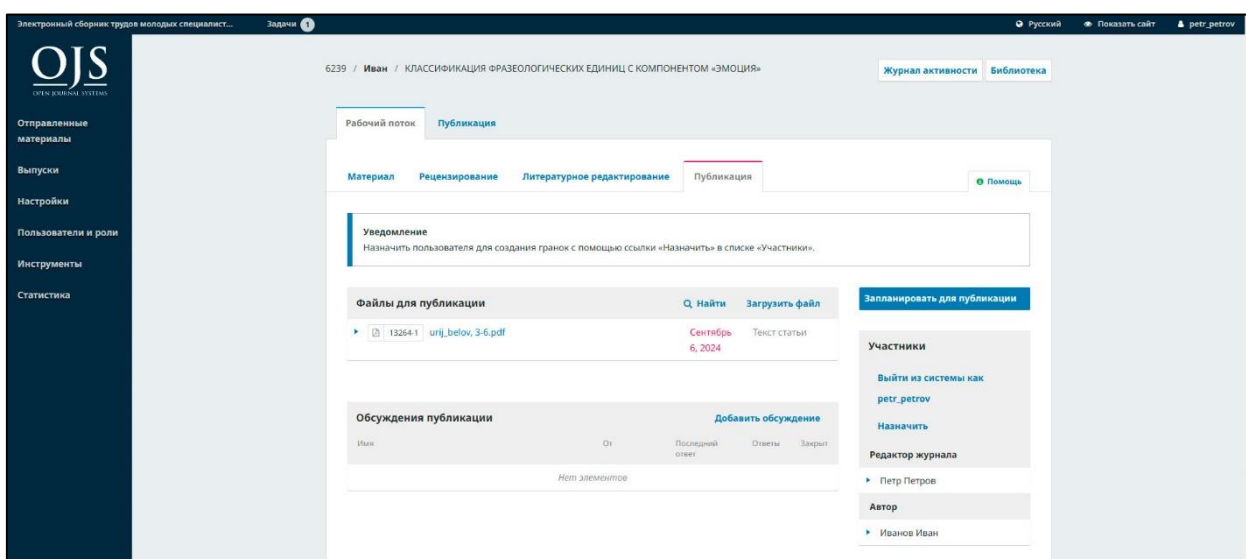 Электронный сборник трудов молодых специалист...
Задачи 1
Русский
Показать сайт
petr_petrov
OJS
OPEN JOURNAL SYSTEMS
Отправленные
материалы
Выпуски
Настройки
Пользователи и роли
Инструменты
Статистика
6239 / Иван / КЛАССИФИКАЦИЯ ФРАЗЕОЛОГИЧЕСКИХ ЕДИНИЦ С КОМПОНЕНТОМ «ЭМОЦИЯ»
Журнал активности
Библиотека
Рабочий поток
Публикация
Материал
Рецензирование
Литературное редактирование
Публикация
Помощь
Уведомление
Назначить пользователя для создания гранок с помощью ссылки «Назначить» в списке «Участники».
Файлы для публикации
Найти
Загрузить файл
13264-1 urij_belov, 3-6.pdf
Сентябрь
6, 2024
Текст статьи
Обсуждения публикации
Добавить обсуждение
Имя
От
Последний
ответ
Ответы
Закрыт
Нет элементов
Запланировать для публикации
Участники
Выйти из системы как
petr_petrov
Назначить
Редактор журнала
Петр Петров
Автор
Иванов Иван